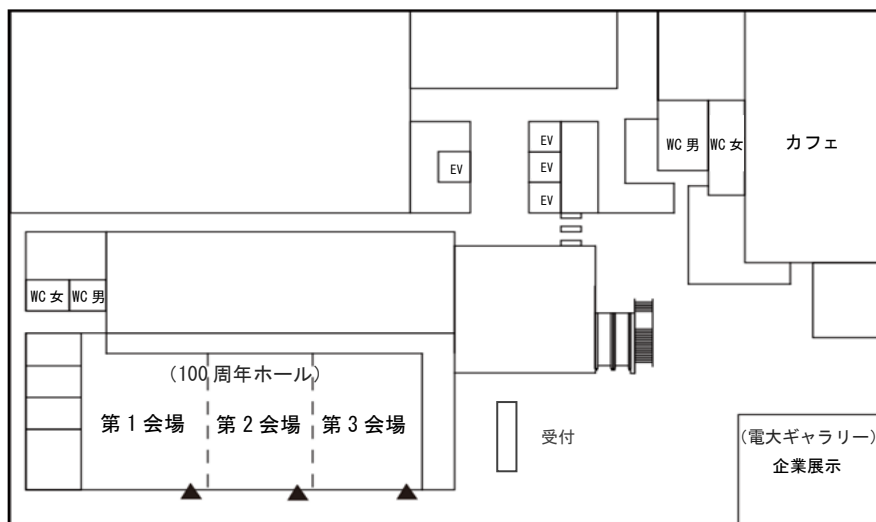 EV
EV
EV
EV
WC 男
WC 女
カフェ
WC 女
WC 男
（100 周年ホール）
第 1 会場
第 2 会場
第 3 会場
受付
（電大ギャラリー）
企業展示